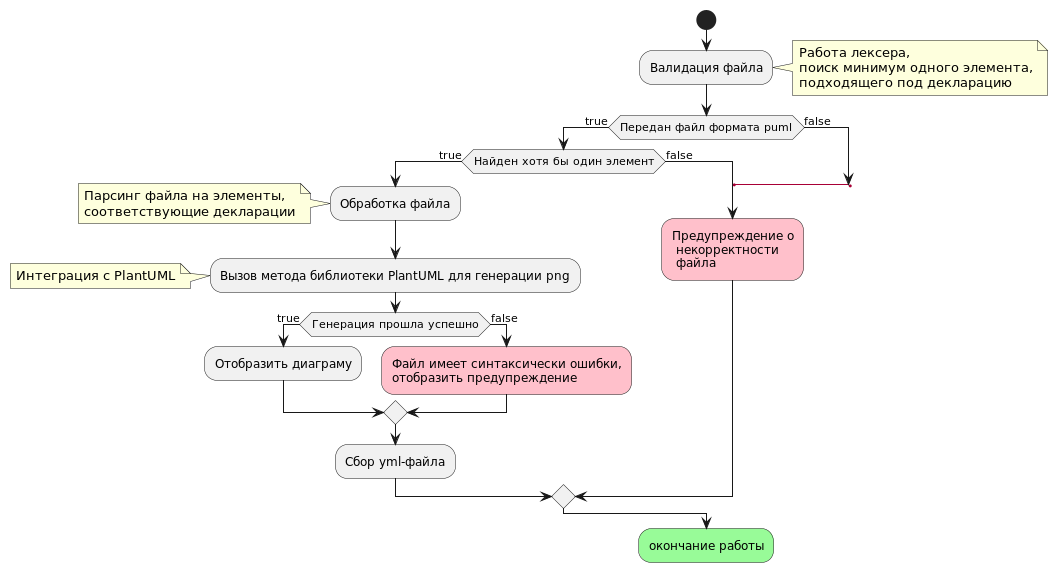 Валидация файла
Работа лексера,
поиск минимум одного элемента,
подходящего под декларацию
true
Передан файл формата puml
false
true
Найден хотя бы один элемент
false
Парсинг файла на элементы,
соответствующие декларации
Обработка файла
Предупреждение о
некорректности
файла
Интеграция с PlantUML
Вызов метода библиотеки PlantUML для генерации png
true
Генерация прошла успешно
false
Отобразить диаграму
Файл имеет синтаксически ошибки,
отобразить предупреждение
Сбор yml-файла
окончание работы